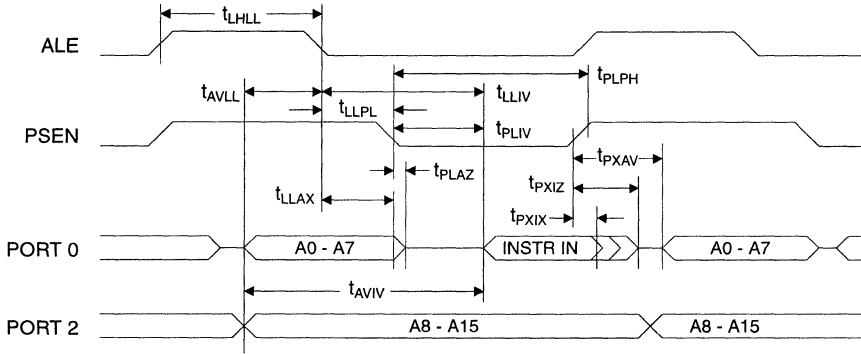 tLHLL
ALE
tPLPH
tAVLL
tLLIV
tLLPL
PSEN
tPLIV
tPXAV
tPLAZ
tPXIZ
tLLAX
tPXIX
PORT 0
A0 - A7
INSTR IN
A0 - A7
tAVIV
PORT 2
A8 - A15
A8 - A15